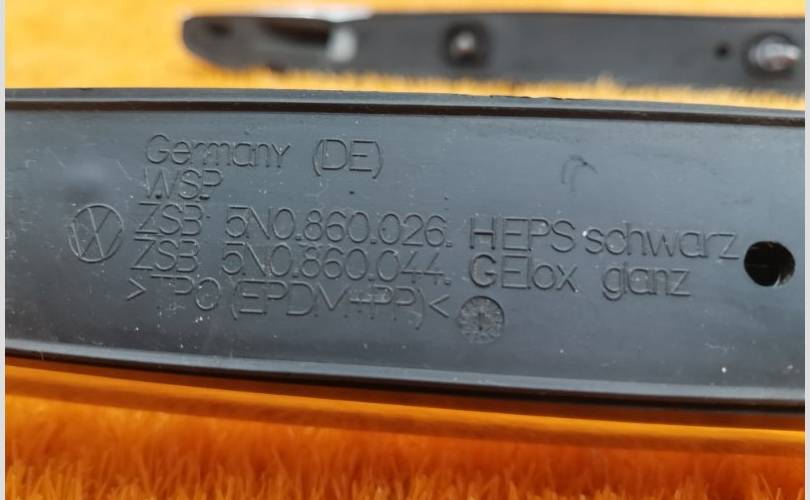 Germany (DE)
WSP
ZSB 5N0.860.026. HEPS schwarz
ZSB 5N0.860.044. GElox glanz
>TPO(EPDM+PP)<